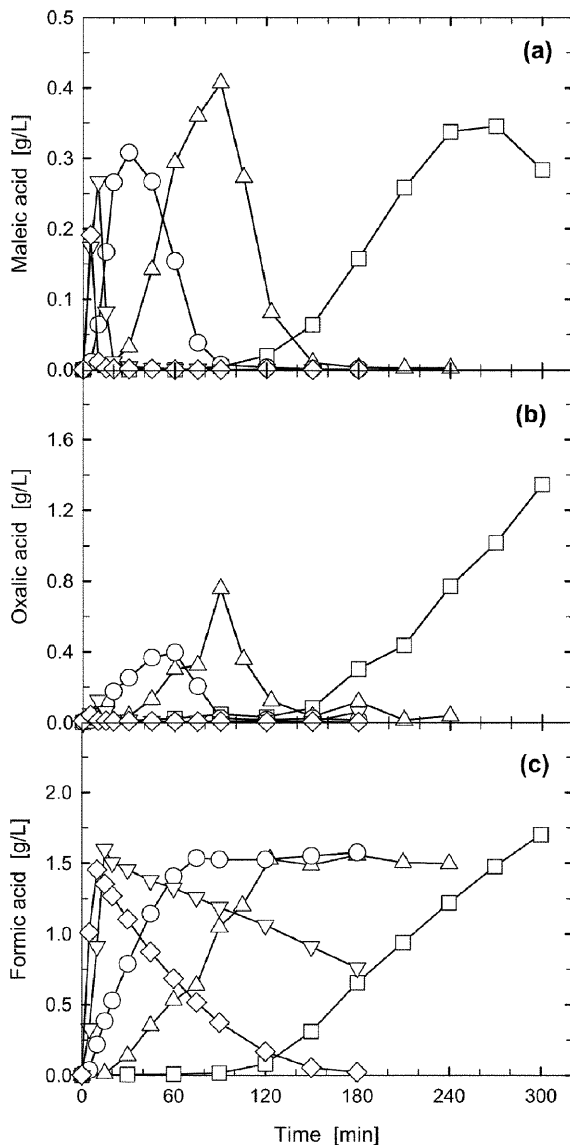 0.5
(a)
0.4
0.3
0.2
0.1
0.0
Maleic acid [g/L]
(b)
1.6
1.2
0.8
0.4
0.0
Oxalic acid [g/L]
(c)
2.0
1.5
1.0
0.5
0.0
Formic acid [g/L]
0 60 120 180 240 300
Time [min]